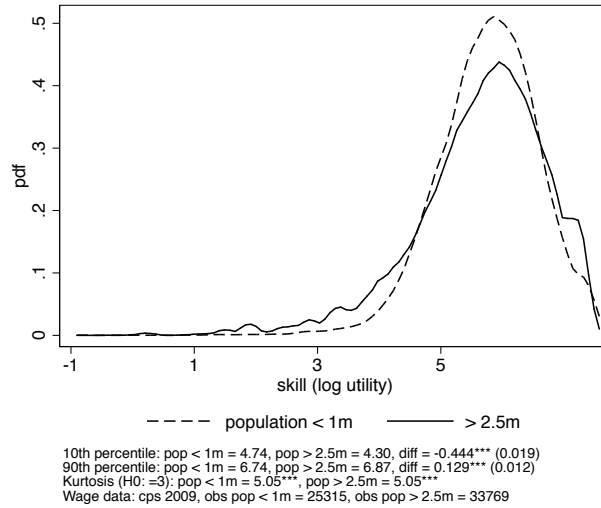 .5
.4
.3
.2
.1
0
pdf
-1 1 3 5
skill (log utility)
population < 1m > 2.5m
10th percentile: pop < 1m = 4.74, pop > 2.5m = 4.30, diff = -0.444*** (0.019)
90th percentile: pop < 1m = 6.74, pop > 2.5m = 6.87, diff = 0.129*** (0.012)
Kurtosis (H0: =3): pop < 1m = 5.05***, pop > 2.5m = 5.05***
Wage data: cps 2009, obs pop < 1m = 25315, obs pop > 2.5m = 33769